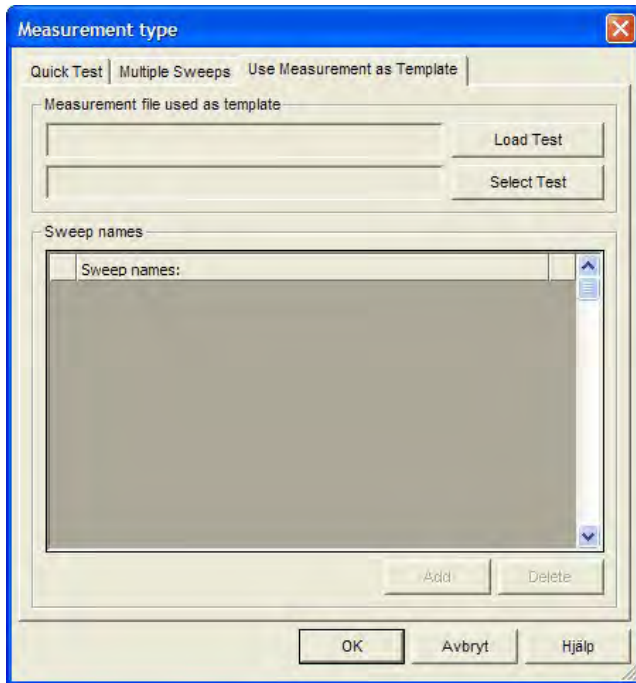 Measurement type
Quick Test Multiple Sweeps Use Measurement as Template
Measurement file used as template
Load Test
Select Test
Sweep names
Sweep names:
Add Delete
OK Avbryt Hjälp